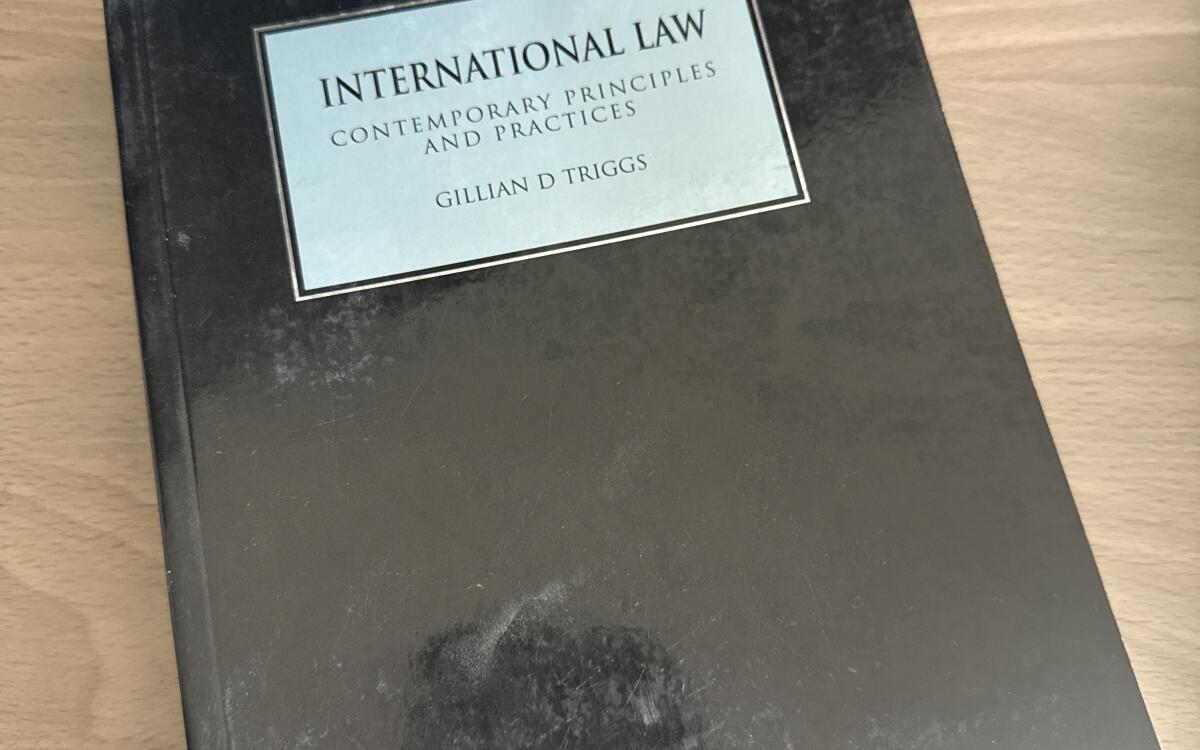 INTERNATIONAL LAW
CONTEMPORARY PRINCIPLES
AND PRACTICES
GILLIAN D TRIGGS